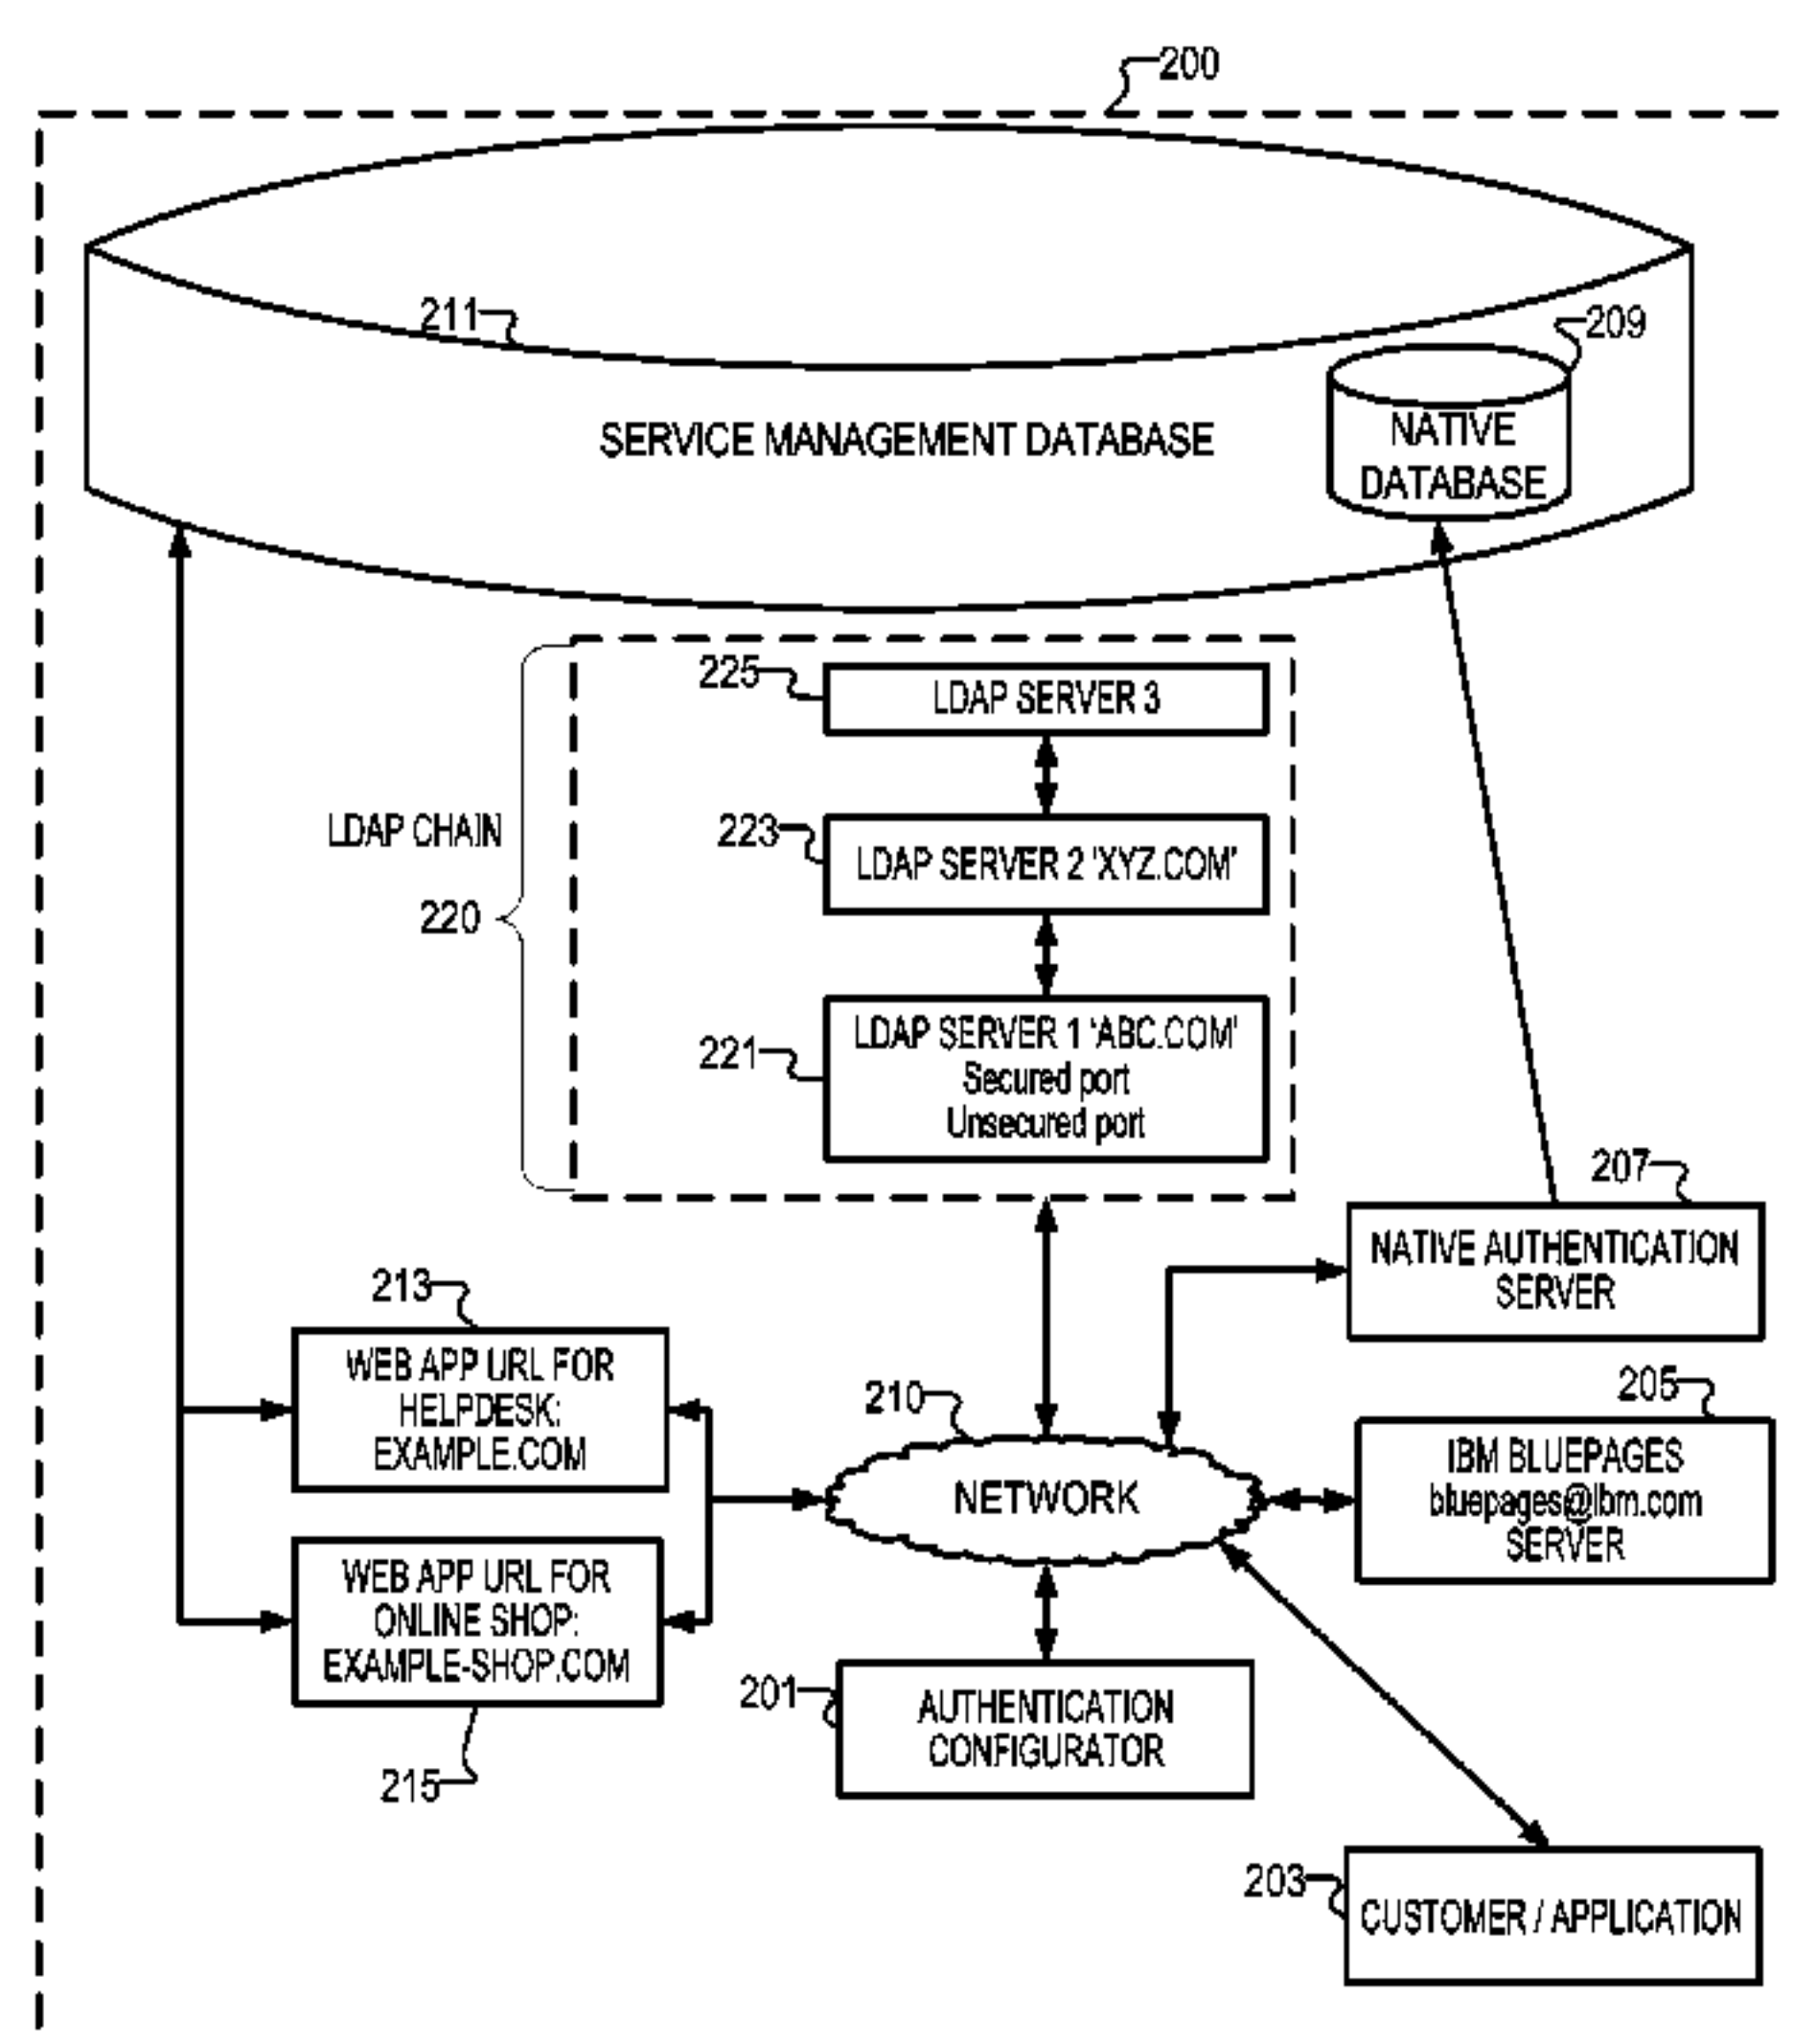 200
211
209
SERVICE MANAGEMENT DATABASE
NATIVE
DATABASE
225
LDAP SERVER 3
LDAP CHAIN
220
223
LDAP SERVER 2 'XYZ.COM'
221
LDAP SERVER 1 'ABC.COM'
Secured port
Unsecured port
207
NATIVE AUTHENTICATION
SERVER
213
WEB APP URL FOR
HELPDESK:
EXAMPLE.COM
210
NETWORK
205
IBM BLUEPAGES
bluepages@ibm.com
SERVER
WEB APP URL FOR
ONLINE SHOP:
EXAMPLE-SHOP.COM
215
201
AUTHENTICATION
CONFIGURATOR
203
CUSTOMER / APPLICATION